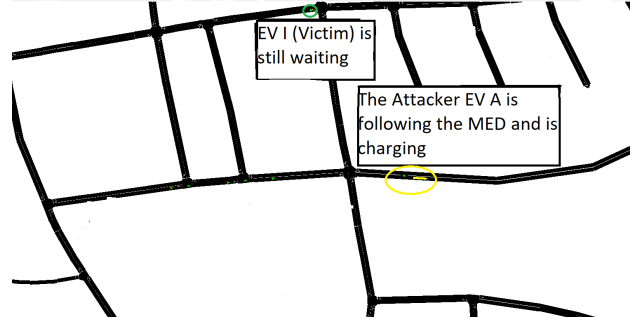 EV I (Victim) is
still waiting
The Attacker EV A is
following the MED and is
charging